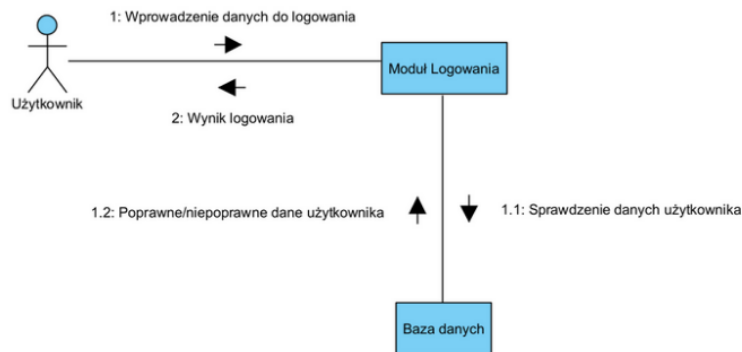 1: Wprowadzenie danych do logowania
Moduł Logowania
Użytkownik
2: Wynik logowania
1.2: Poprawne/niepoprawne dane użytkownika
1.1: Sprawdzenie danych użytkownika
Baza danych